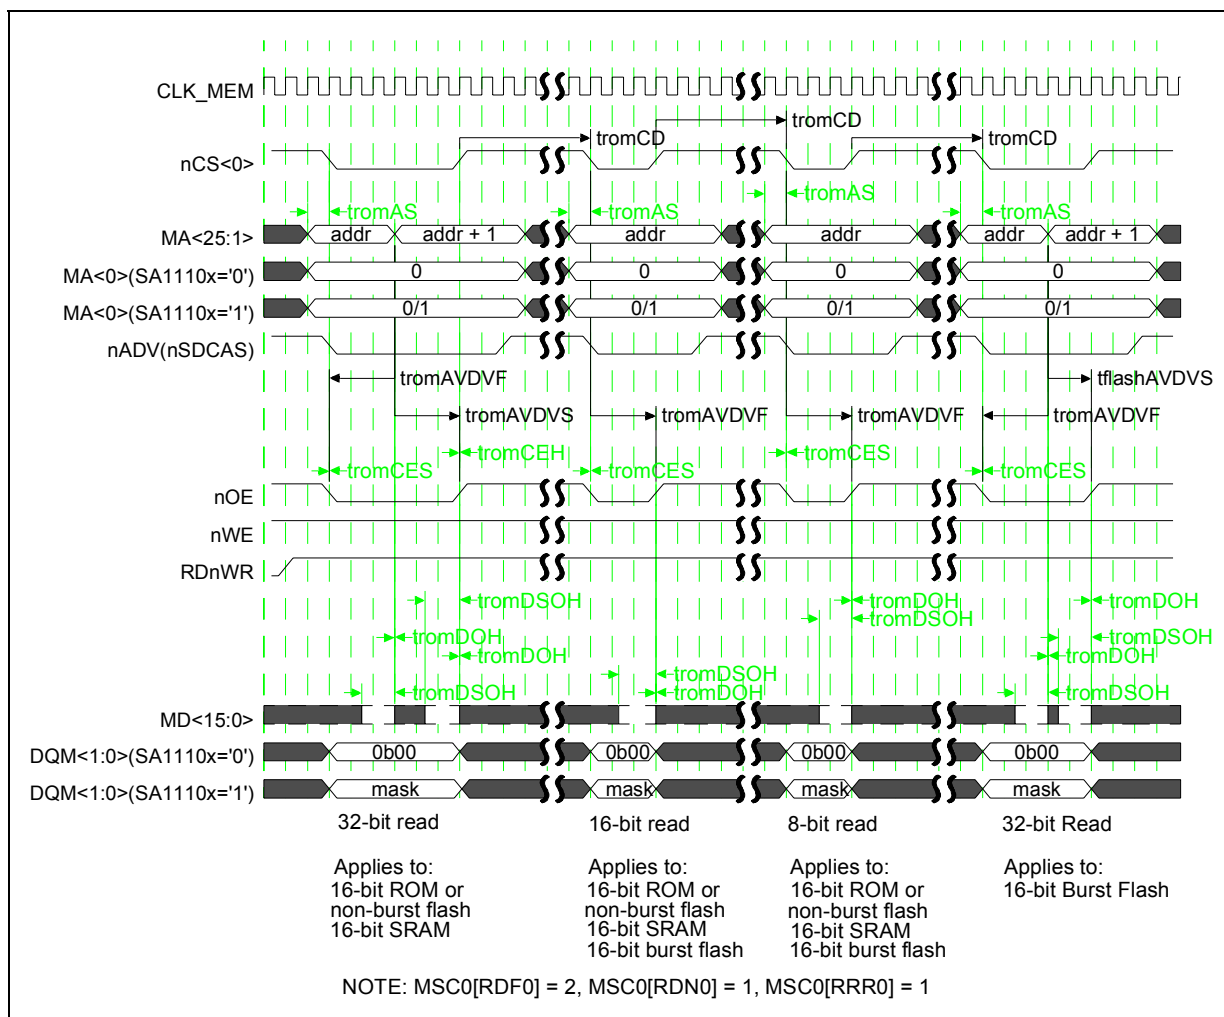 CLK_MEM
tromCD
tromCD
tromCD
nCS<0>
tromAS
tromAS
tromAS
tromAS
MA<25:1>
addr
addr + 1
addr
addr
addr
addr + 1
MA<0>(SA1110x='0')
0
0
0
0
MA<0>(SA1110x='1')
0/1
0/1
0/1
0/1
nADV(nSDCAS)
tromAVDVF
tflashAVDVS
tromAVDVS
tromAVDVF
tromAVDVF
tromAVDVF
tromCEH
tromCES
tromCES
tromCES
tromCES
nOE
nWE
RDnWR
tromDSOH
tromDOH
tromDOH
tromDSOH
tromDOH
tromDSOH
tromDOH
tromDOH
tromDSOH
tromDSOH
tromDOH
tromDSOH
MD<15:0>
DQM<1:0>(SA1110x='0')
0b00
0b00
0b00
0b00
DQM<1:0>(SA1110x='1')
mask
mask
mask
mask
32-bit read
16-bit read
8-bit read
32-bit Read
Applies to:
16-bit ROM or
non-burst flash
16-bit SRAM
Applies to:
16-bit ROM or
non-burst flash
16-bit SRAM
16-bit burst flash
Applies to:
16-bit ROM or
non-burst flash
16-bit SRAM
16-bit burst flash
Applies to:
16-bit Burst Flash
NOTE: MSC0[RDF0] = 2, MSC0[RDN0] = 1, MSC0[RRR0] = 1